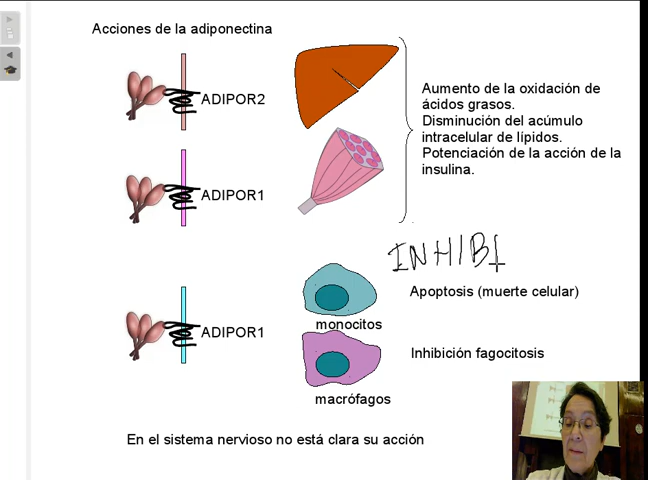 Acciones de la adiponectina
ADIPOR2
Aumento de la oxidación de
ácidos grasos.
Disminución del acúmulo
intracelular de lípidos.
Potenciación de la acción de la
insulina.
ADIPOR1
INHIBI
Apoptosis (muerte celular)
monocitos
ADIPOR1
Inhibición fagocitosis
macrófagos
En el sistema nervioso no está clara su acción